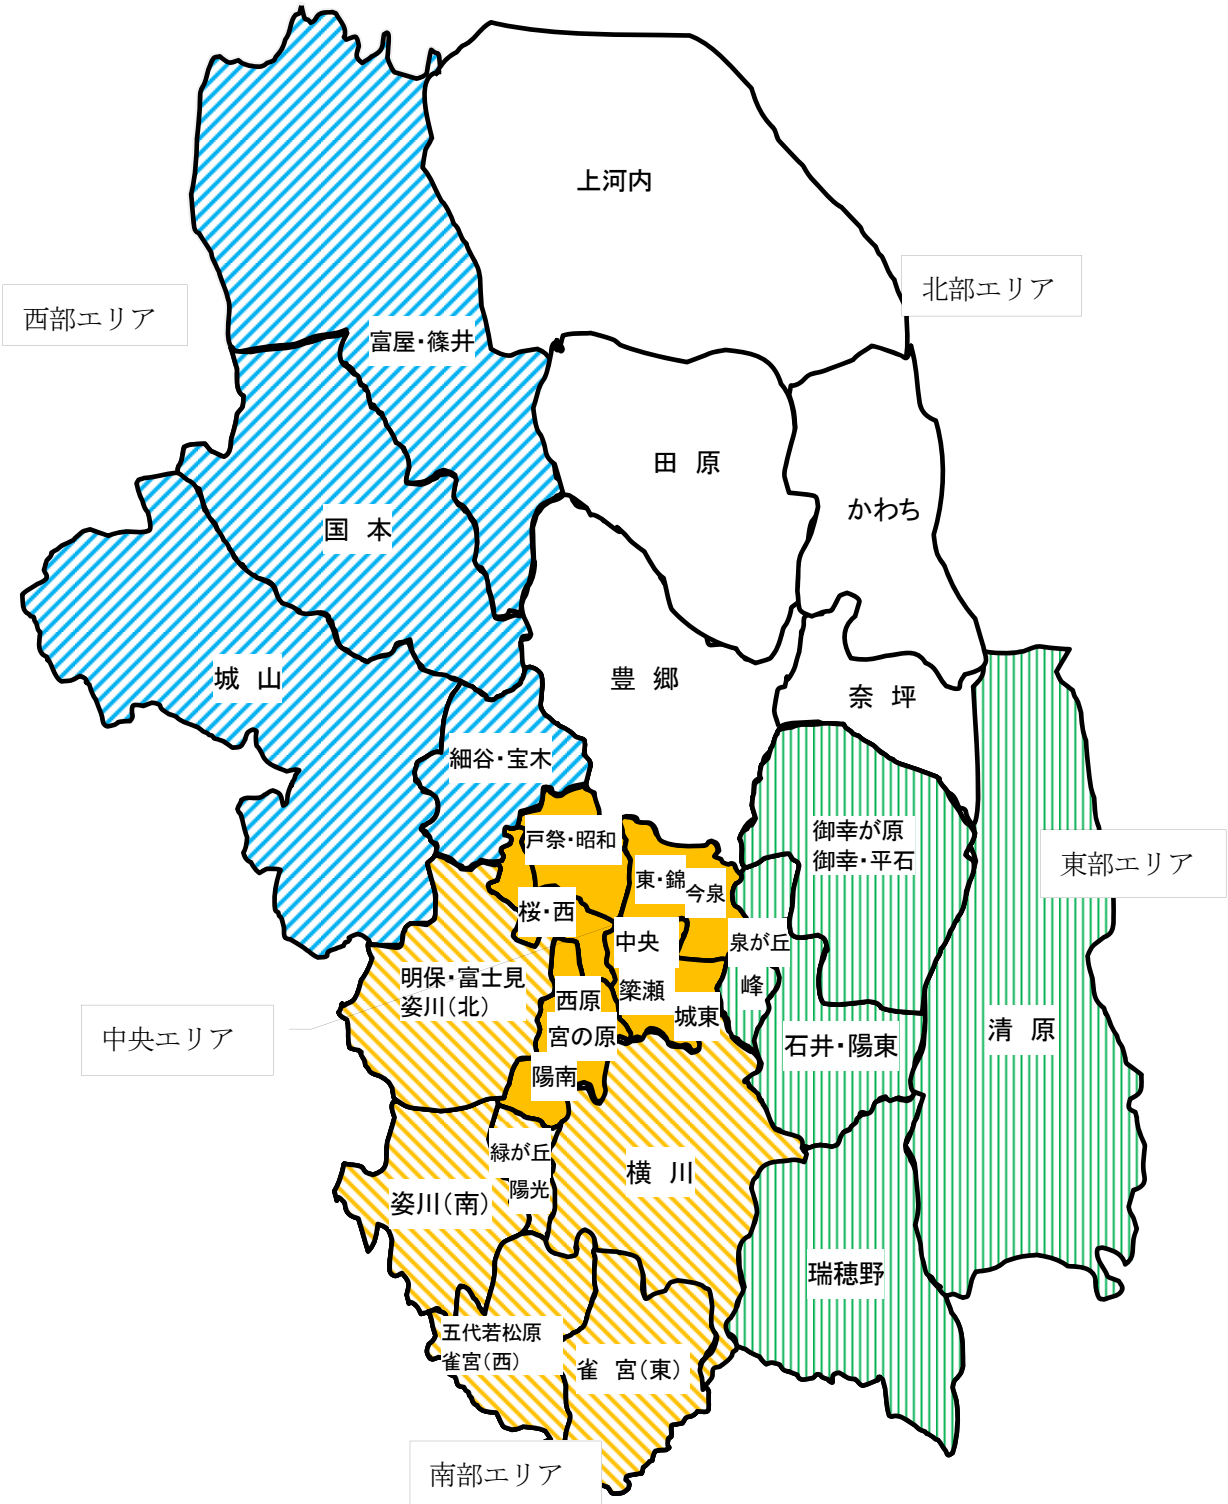 上河内
北部エリア
西部エリア
富屋・篠井
田 原
かわち
国 本
城 山
豊 郷
奈 坪
細谷・宝木
御幸が原
御幸・平石
東部エリア
戸祭・昭和
東・錦
今泉
桜・西
中央
泉が丘
明保・富士見
姿川(北)
西原
簗瀬
峰
城東
清 原
中央エリア
宮の原
石井・陽東
陽南
緑が丘
横 川
陽光
姿川(南)
瑞穂野
五代若松原
雀宮(西)
雀 宮(東)
南部エリア